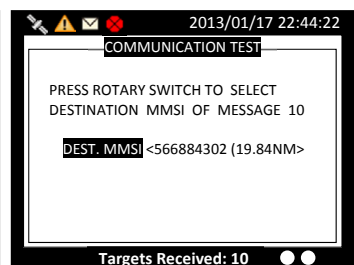 2013/01/17 22:44:22
COMMUNICATION TEST
PRESS ROTARY SWITCH TO SELECT
DESTINATION MMSI OF MESSAGE 10
DEST. MMSI <566884302 (19.84NM>
Targets Received: 10